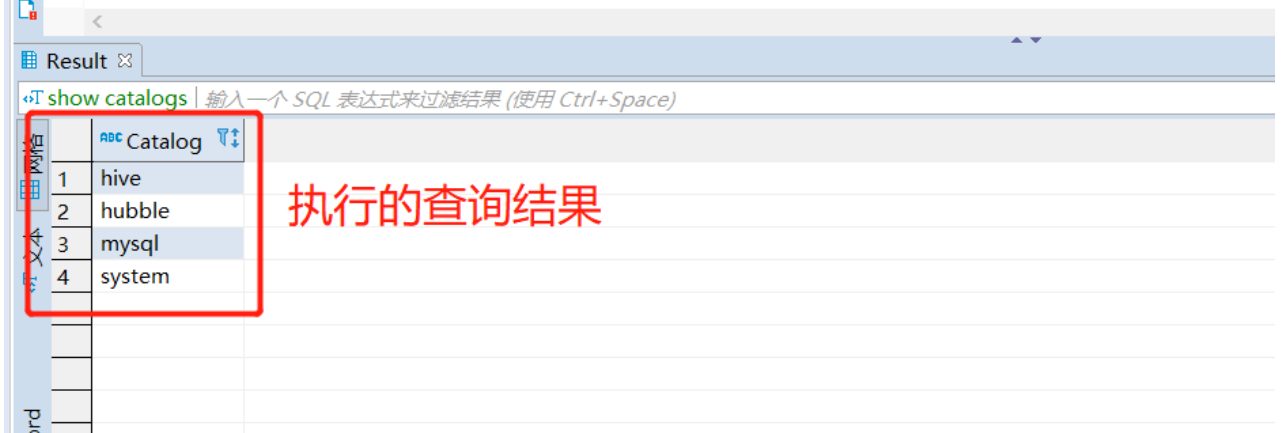 Result
show catalogs 输入一个 SQL 表达式来过滤结果 (使用 Ctrl+Space)
网格
文本
ABC Catalog
1 hive
2 hubble
3 mysql
4 system
执行的查询结果